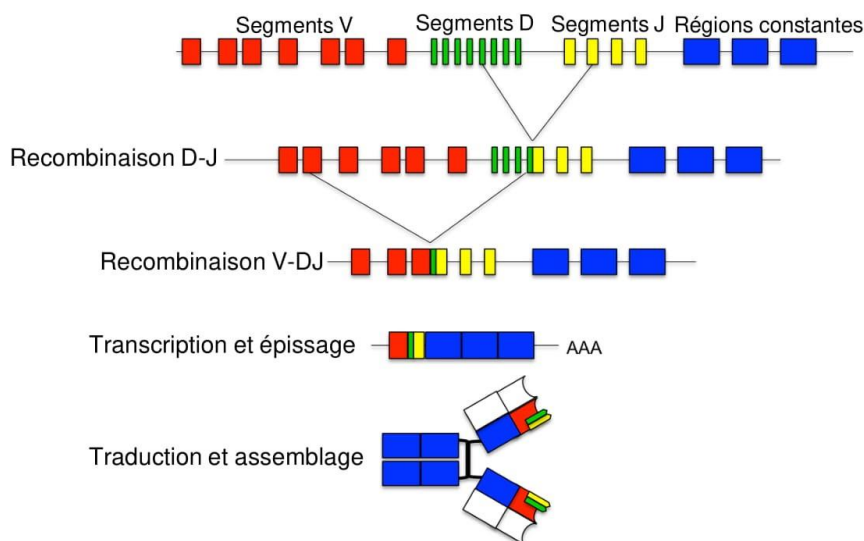 Segments V Segments D Segments J Régions constantes
Recombinaison D-J
Recombinaison V-DJ
Transcription et épissage AAA
Traduction et assemblage